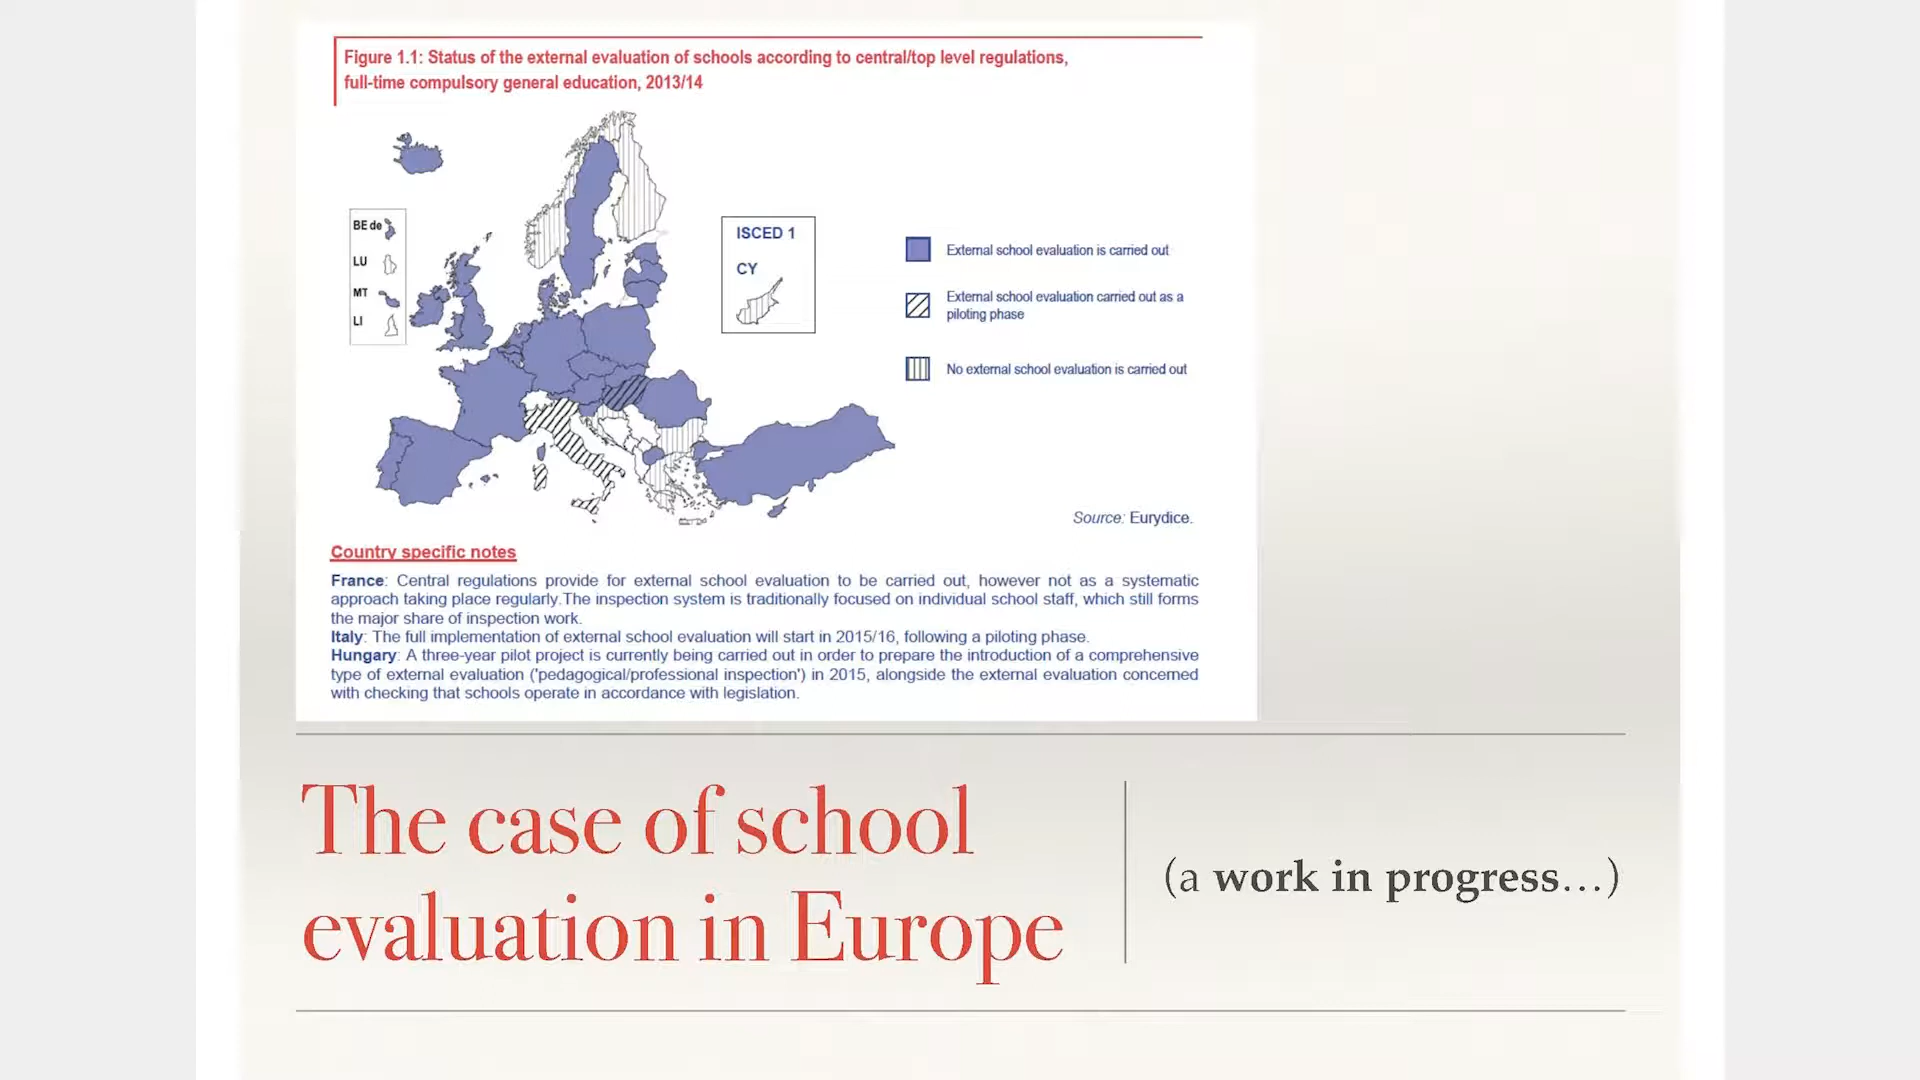 Figure 1.1: Status of the external evaluation of schools according to central/top level regulations,
full-time compulsory general education, 2013/14
BE de
LU
MT
LI
ISCED 1
CY
External school evaluation is carried out
External school evaluation carried out as a
piloting phase
No external school evaluation is carried out
Source: Eurydice.
Country specific notes
France: Central regulations provide for external school evaluation to be carried out, however not as a systematic
approach taking place regularly.The inspection system is traditionally focused on individual school staff, which still forms
the major share of inspection work.
Italy: The full implementation of external school evaluation will start in 2015/16, following a piloting phase.
Hungary: A three-year pilot project is currently being carried out in order to prepare the introduction of a comprehensive
type of external evaluation ('pedagogical/professional inspection') in 2015, alongside the external evaluation concerned
with checking that schools operate in accordance with legislation.
The case of school
evaluation in Europe
(a work in progress…)